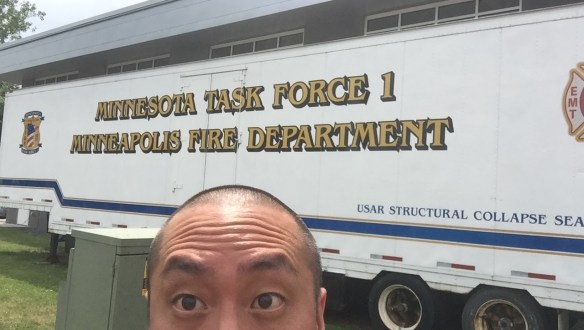 MINNESOTA TASK FORCE 1
MINNEAPOLIS FIRE DEPARTMENT
EMT
USAR STRUCTURAL COLLAPSE SEA